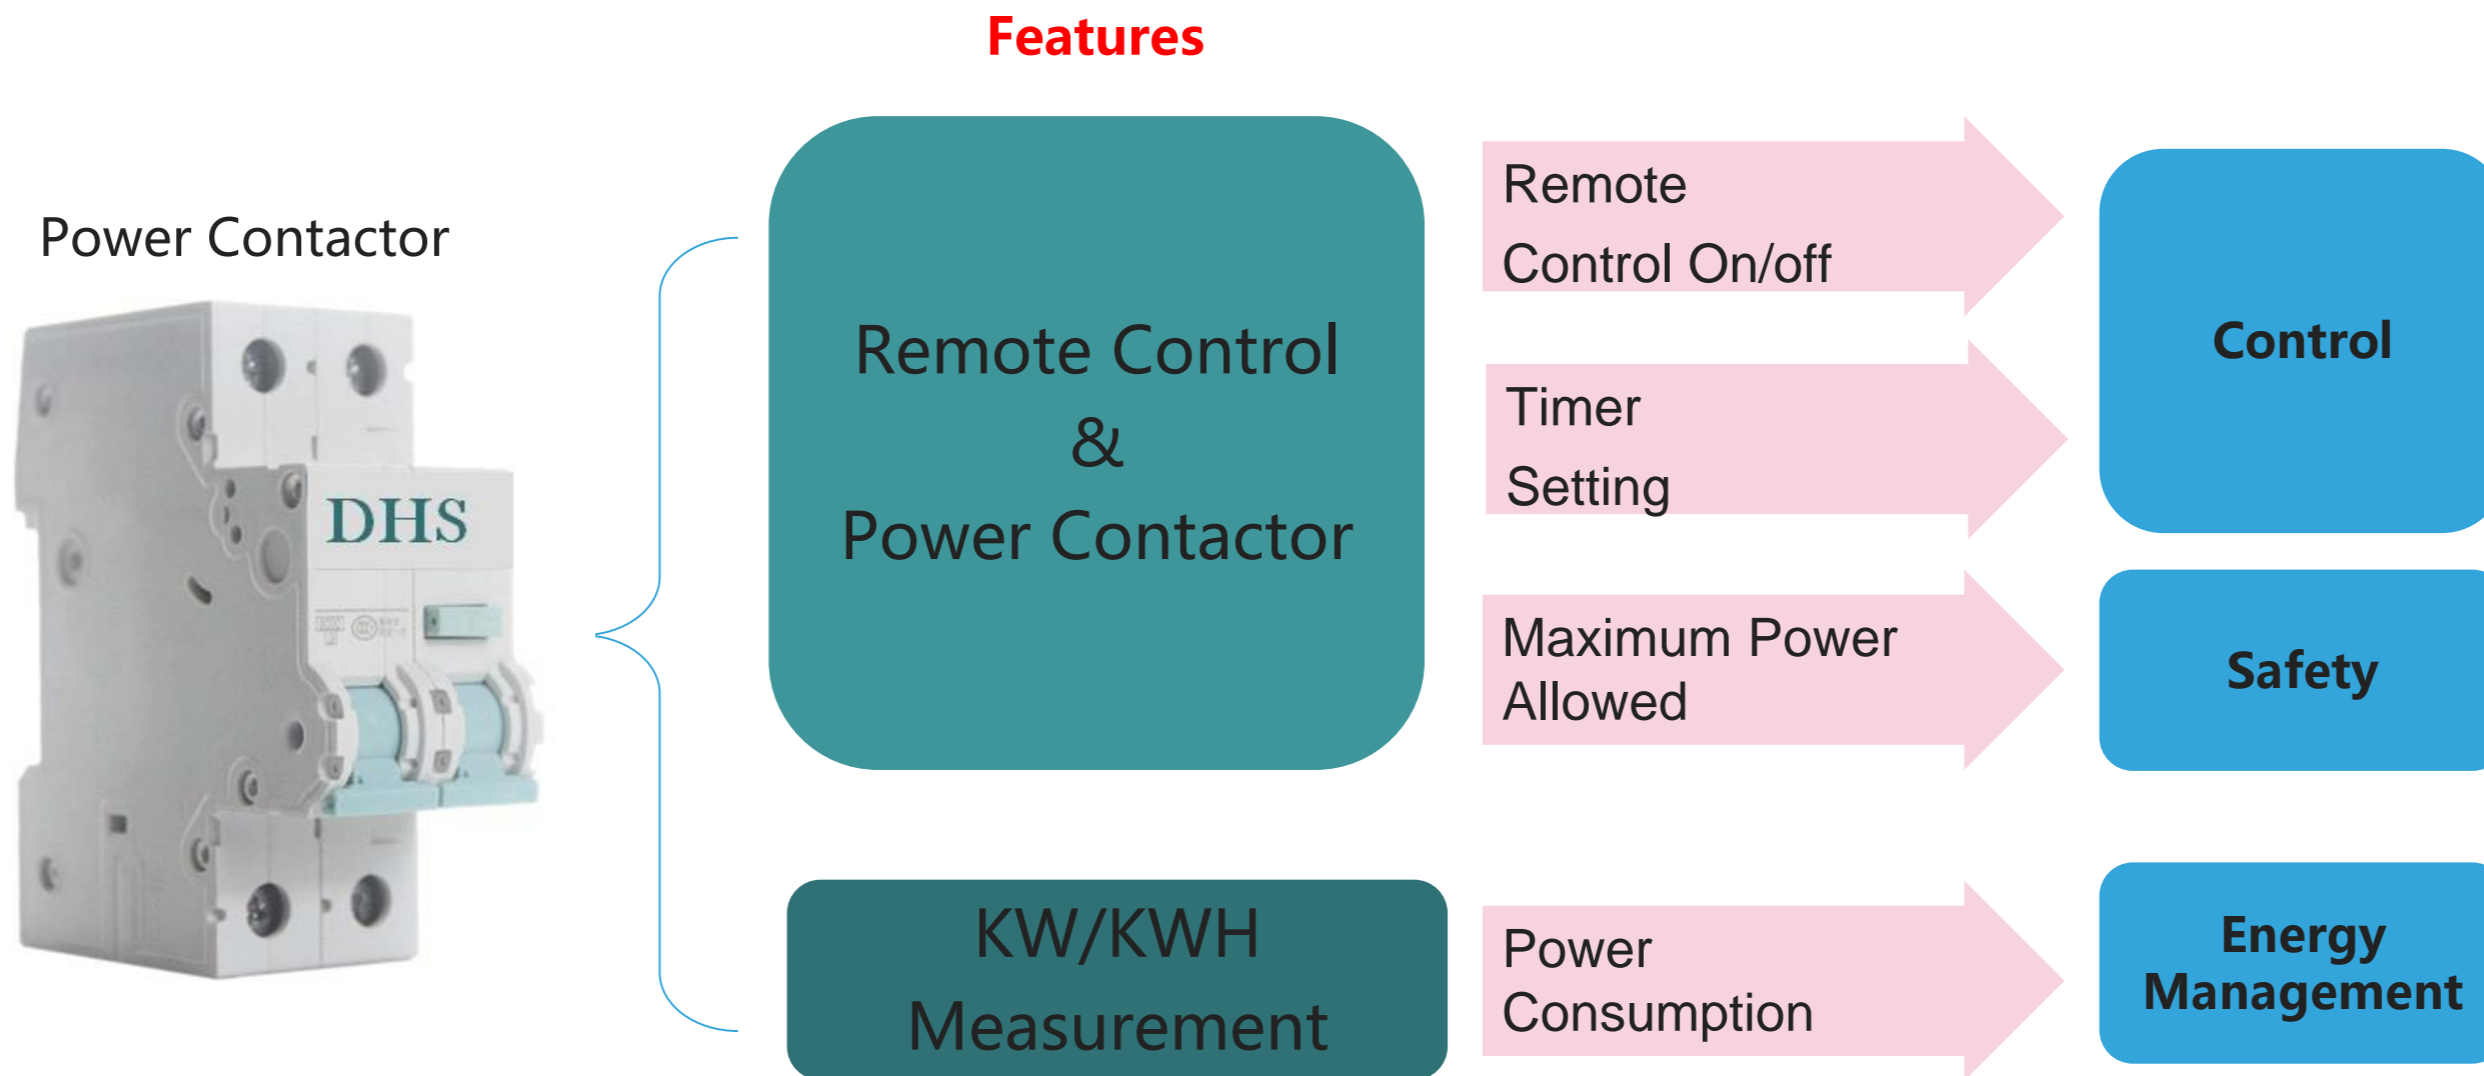 Features
Power Contactor
DHS
Remote Control
&
Power Contactor
KW/KWH
Measurement
Remote
Control On/off
Timer
Setting
Maximum Power
Allowed
Power
Consumption
Control
Safety
Energy
Management